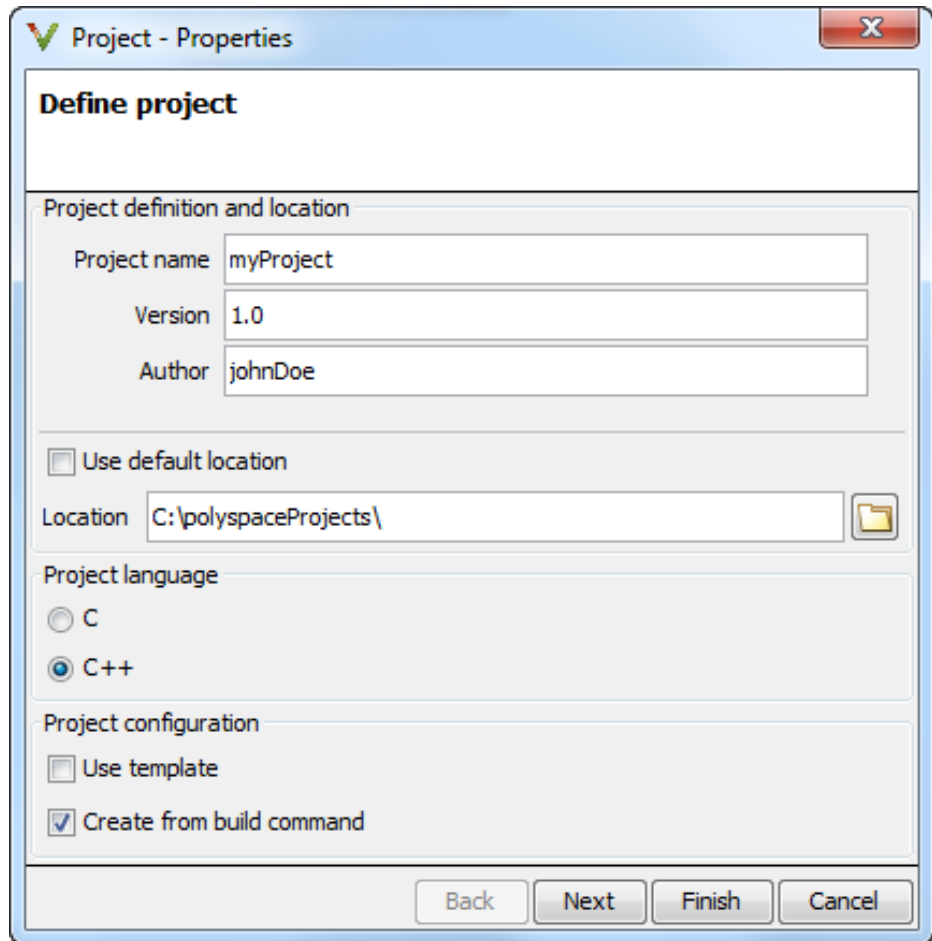 Project - Properties
Define project
Project definition and location
Project name myProject
Version 1.0
Author johnDoe
Use default location
Location C:\polyspaceProjects\
Project language
C
C++
Project configuration
Use template
Create from build command
Back Next Finish Cancel